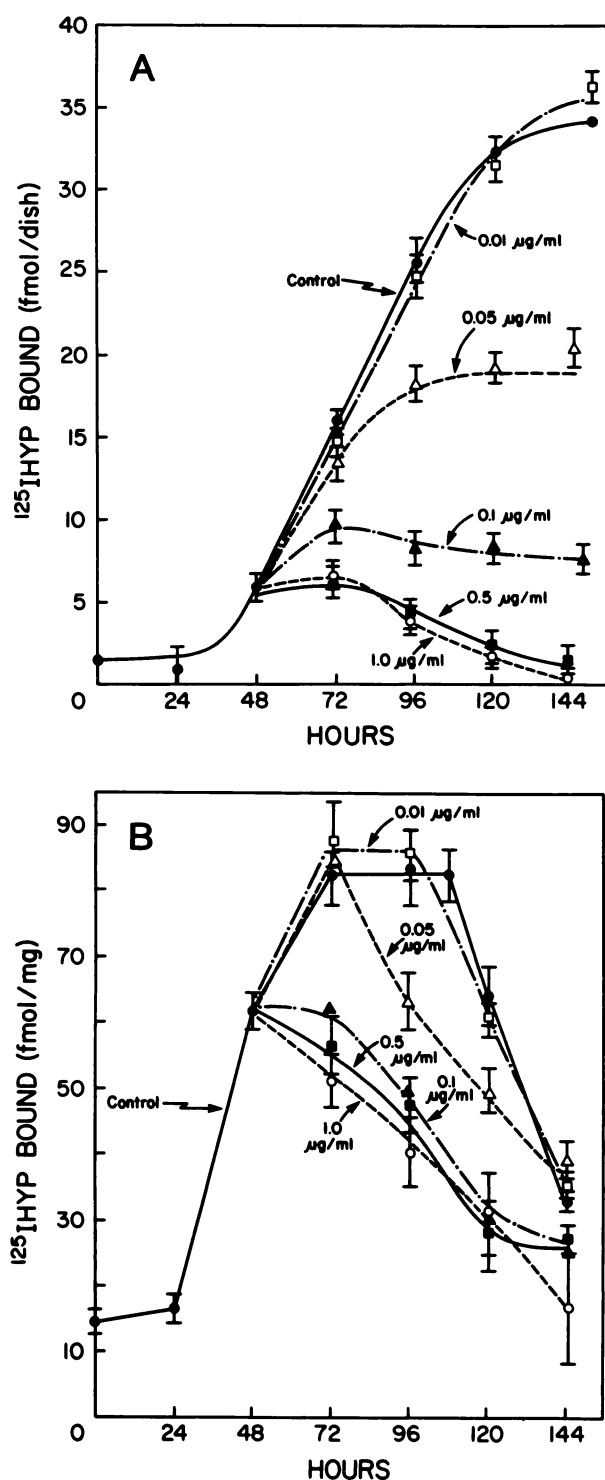 A
40
35
30
25
20
15
10
5
0
125IHYP BOUND (fmol/dish)
Control
0.01 µg/ml
0.05 µg/ml
0.1 µg/ml
0.5 µg/ml
1.0 µg/ml
24 48 72 96 120 144
HOURS
B
90
70
50
30
10
0
125IHYP BOUND (fmol/mg)
0.01 µg/ml
0.05
µg/ml
0.5
µg/ml
0.1
µg/ml
1.0
µg/ml
Control
24 48 72 96 120 144
HOURS